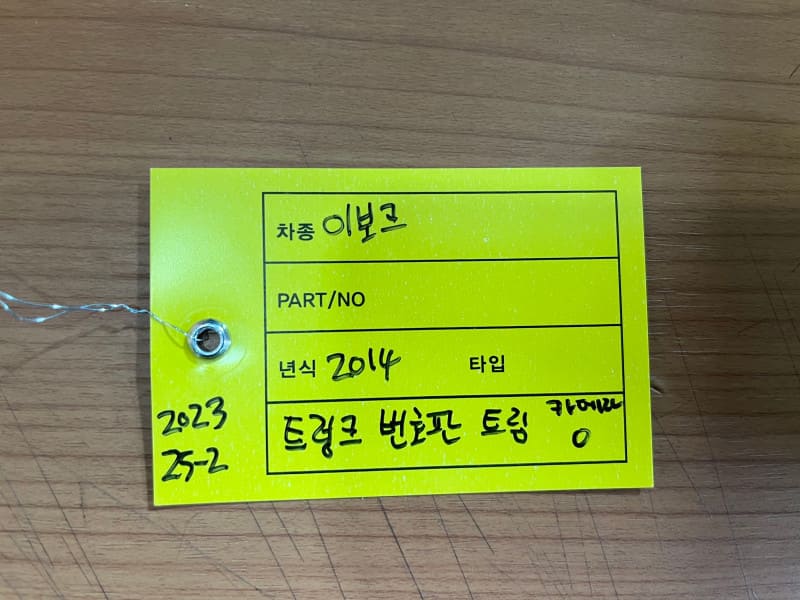 차종 이보크
PART/NO
년식 2014 타입
트렁크 번호판 트림 카메라 O
2023
25-2